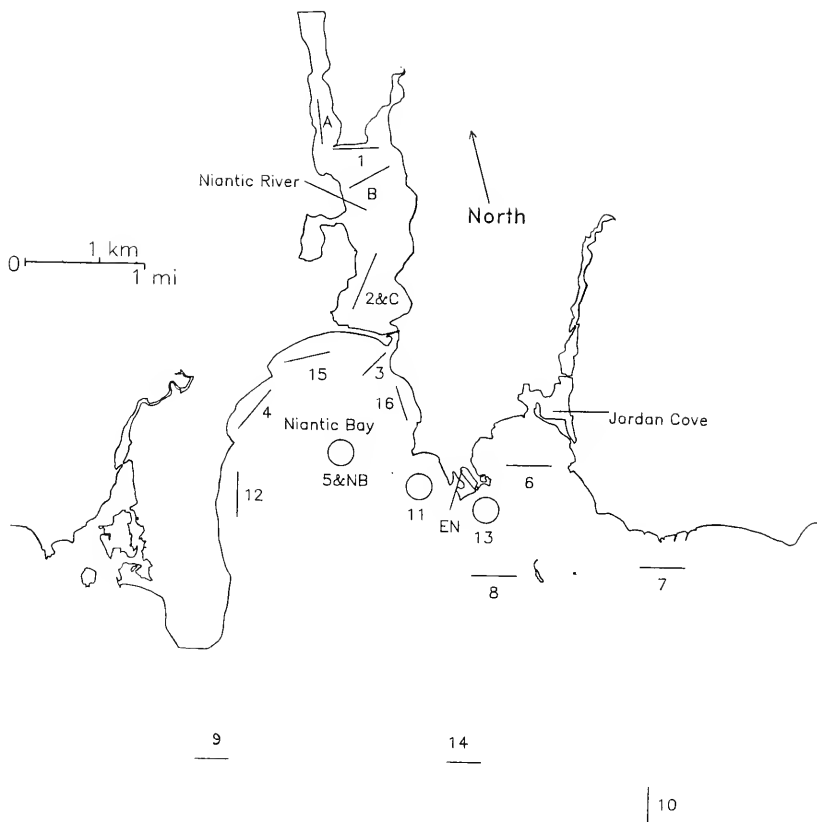 A
1
Niantic River
B
North
0
1 km
1 mi
2&C
15
3
4
16
Jordan Cove
Niantic Bay
5&NB
6
12
11
EN
13
8
7
9
14
10